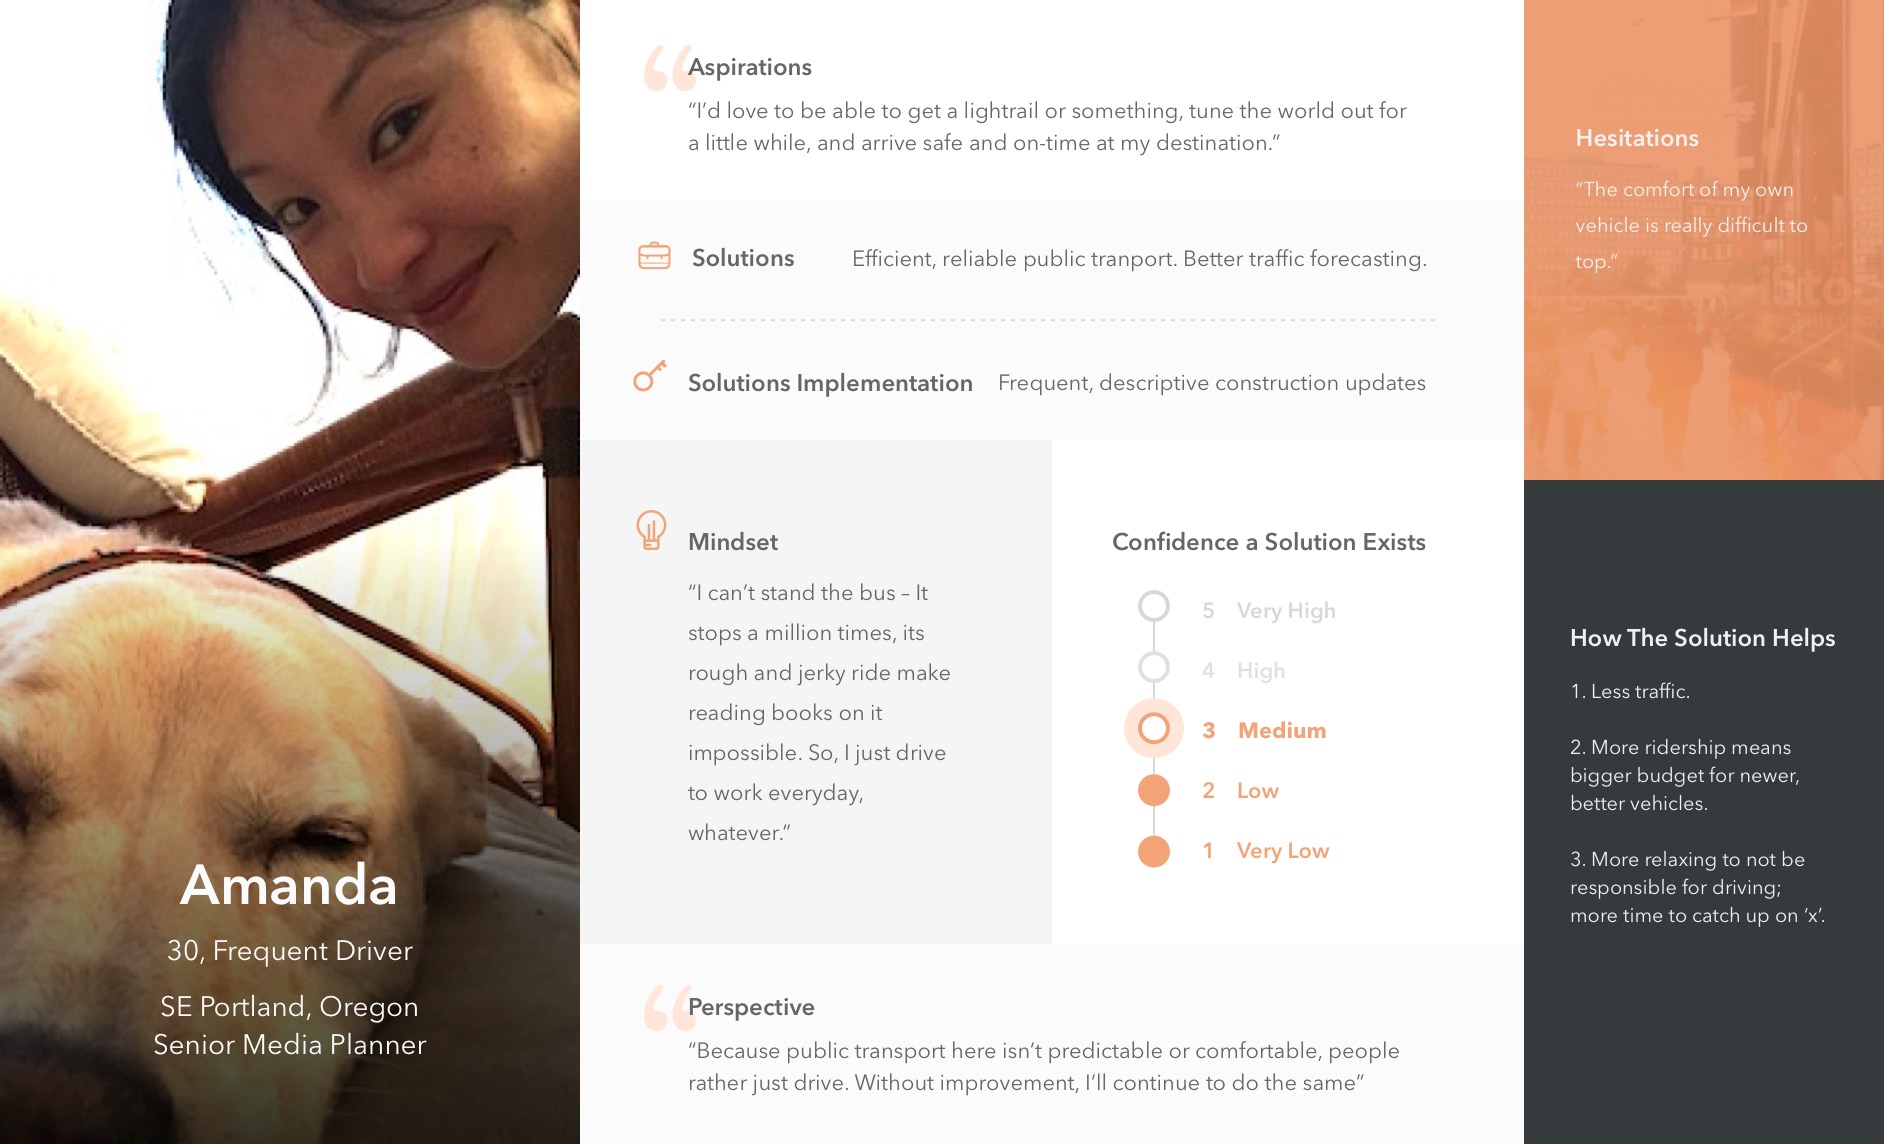 Amanda
30, Frequent Driver
SE Portland, Oregon
Senior Media Planner
Aspirations
“I’d love to be able to get a lightrail or something, tune the world out for
a little while, and arrive safe and on-time at my destination.”
Solutions Efficient, reliable public tranport. Better traffic forecasting.
Solutions Implementation Frequent, descriptive construction updates
Mindset
“I can’t stand the bus – It
stops a million times, its
rough and jerky ride make
reading books on it
impossible. So, I just drive
to work everyday,
whatever.”
Confidence a Solution Exists
5 Very High
4 High
3 Medium
2 Low
1 Very Low
Perspective
“Because public transport here isn’t predictable or comfortable, people
rather just drive. Without improvement, I’ll continue to do the same”
Hesitations
“The comfort of my own
vehicle is really difficult to
top.”
How The Solution Helps
1. Less traffic.
2. More ridership means
bigger budget for newer,
better vehicles.
3. More relaxing to not be
responsible for driving;
more time to catch up on ‘x’.